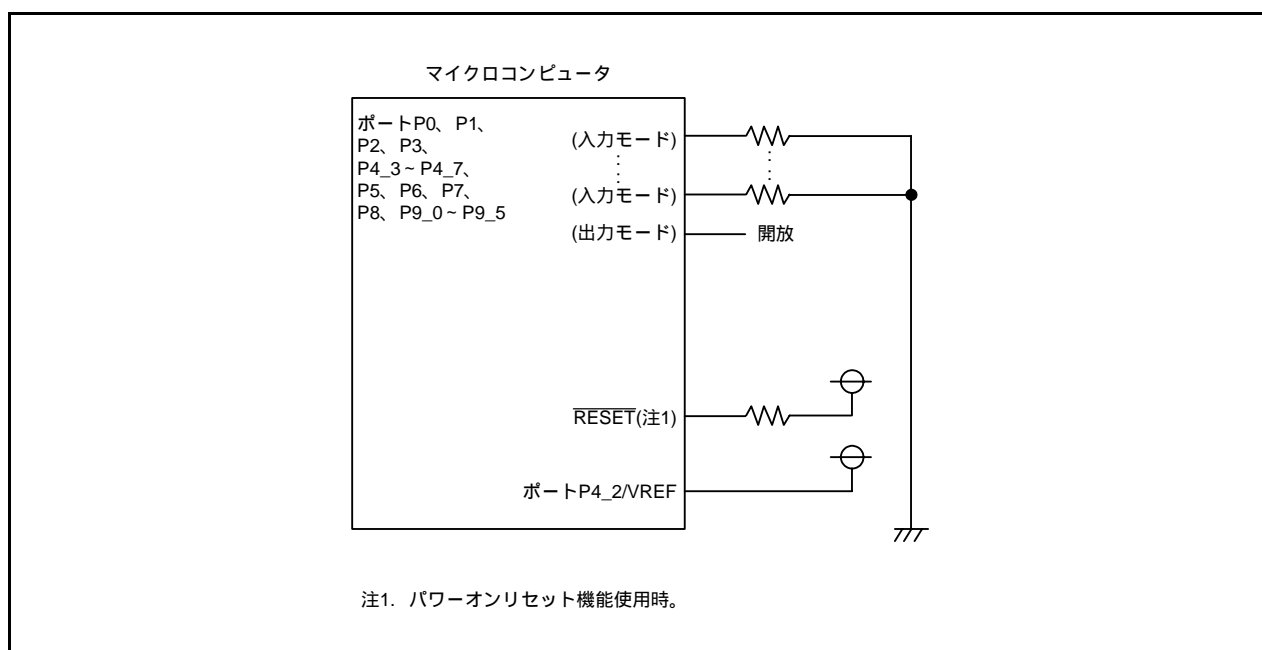 マイクロコンピュータ
ポートP0、P1、
P2、P3、
P4_3~P4_7、
P5、P6、P7、
P8、P9_0~P9_5
(入力モード)
(入力モード)
(出力モード)
開放
RESET(注1)
ポートP4_2/VREF
注1. パワーオンリセット機能使用時。